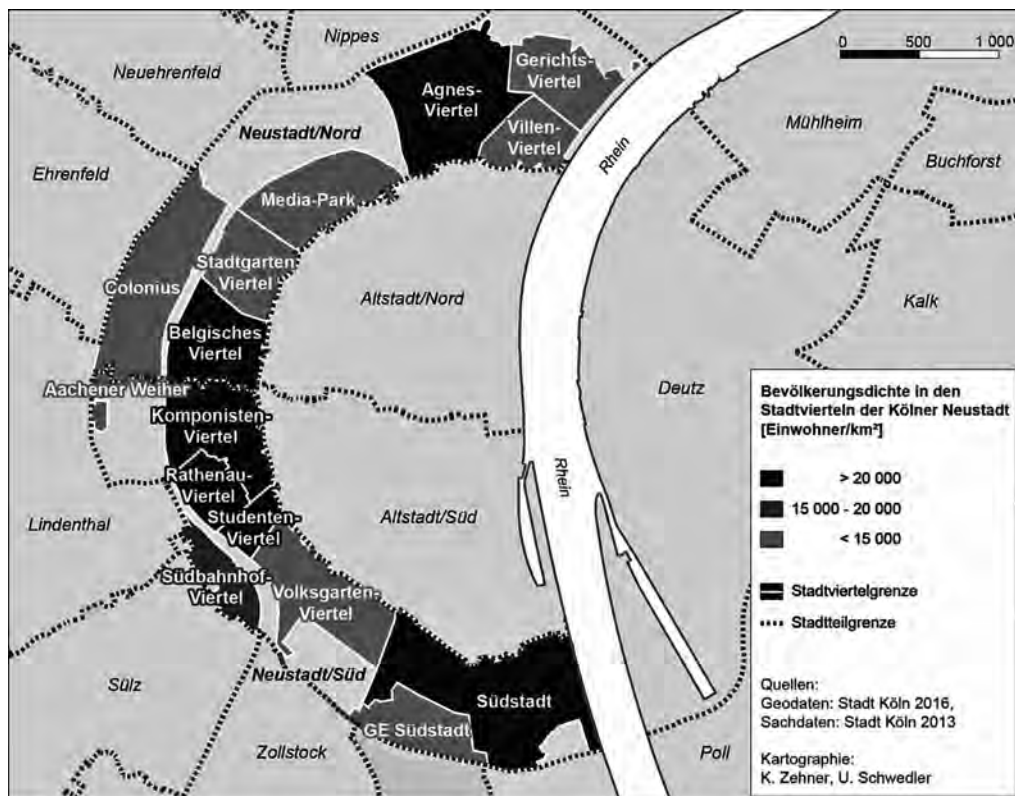 Nippes
Neuehrenfeld
Gerichts-
Viertel
0 500 1 000
Agnes-
Viertel
Neustadt/Nord
Villen-
Viertel
Rhein
Mühlheim
Buchforst
Ehrenfeld
Media-Park
Stadtgarten
Viertel
Colonius
Altstadt/Nord
Kalk
Belgisches
Viertel
Aachener Weiher
Deutz
Komponisten-
Viertel
Rathenau-
Viertel
Rhein
Studenten-
Viertel
Altstadt/Süd
Lindenthal
Südbahnhof-
Viertel
Volksgarten-
Viertel
Neustadt/Süd
Sülz
Südstadt
GE Südstadt
Zollstock
Poll
Bevölkerungsdichte in den
Stadtvierteln der Kölner Neustadt
[Einwohner/km²]
> 20 000
15 000 - 20 000
< 15 000
Stadtviertelgrenze
Stadtteilgrenze
Quellen:
Geodaten: Stadt Köln 2016,
Sachdaten: Stadt Köln 2013
Kartographie:
K. Zehner, U. Schwedler